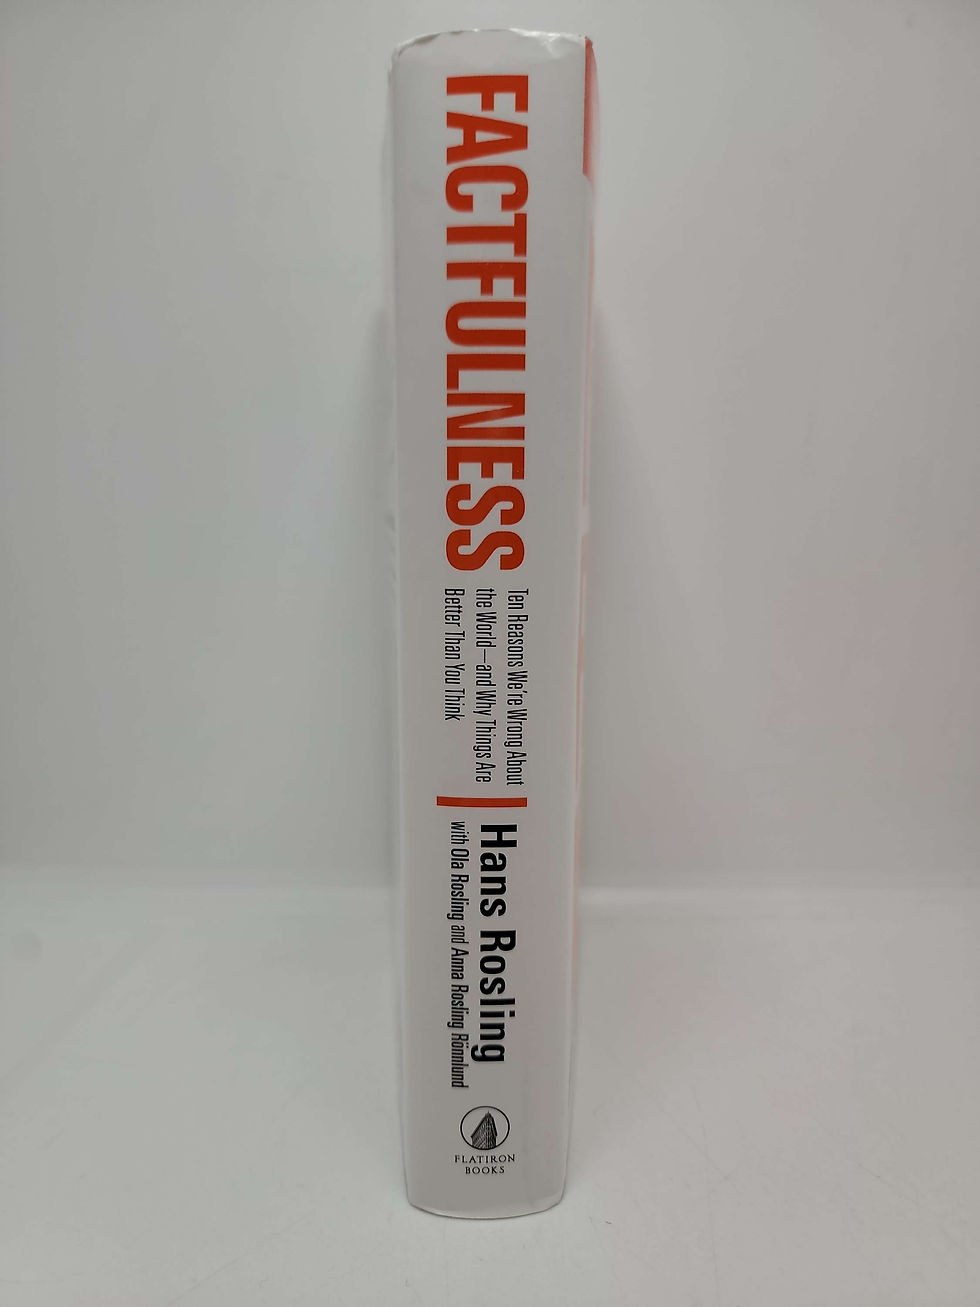 FACTFULNESS
Ten Reasons We're Wrong About
the World—and Why Things Are
Better Than You Think
Hans Rosling
with Ola Rosling and Anna Rosling Rönnlund
FLATIRON
BOOKS